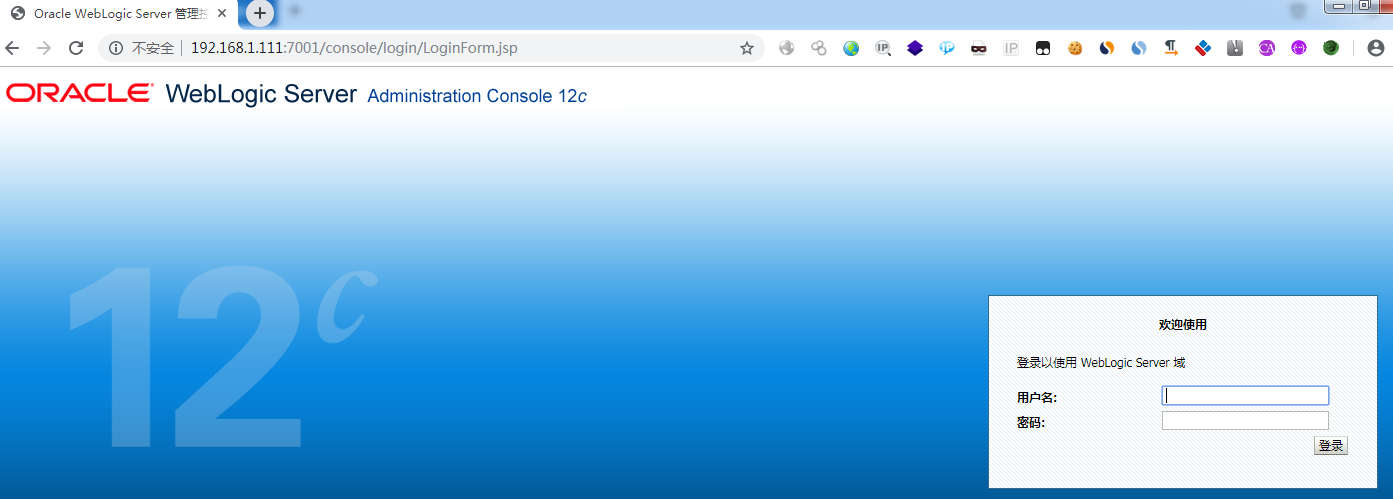 Oracle WebLogic Server 管理控
不安全 192.168.1.111:7001/console/login/LoginForm.jsp
ORACLE WebLogic Server Administration Console 12c
12c
欢迎使用
登录以使用 WebLogic Server 域
用户名:
密码:
登录